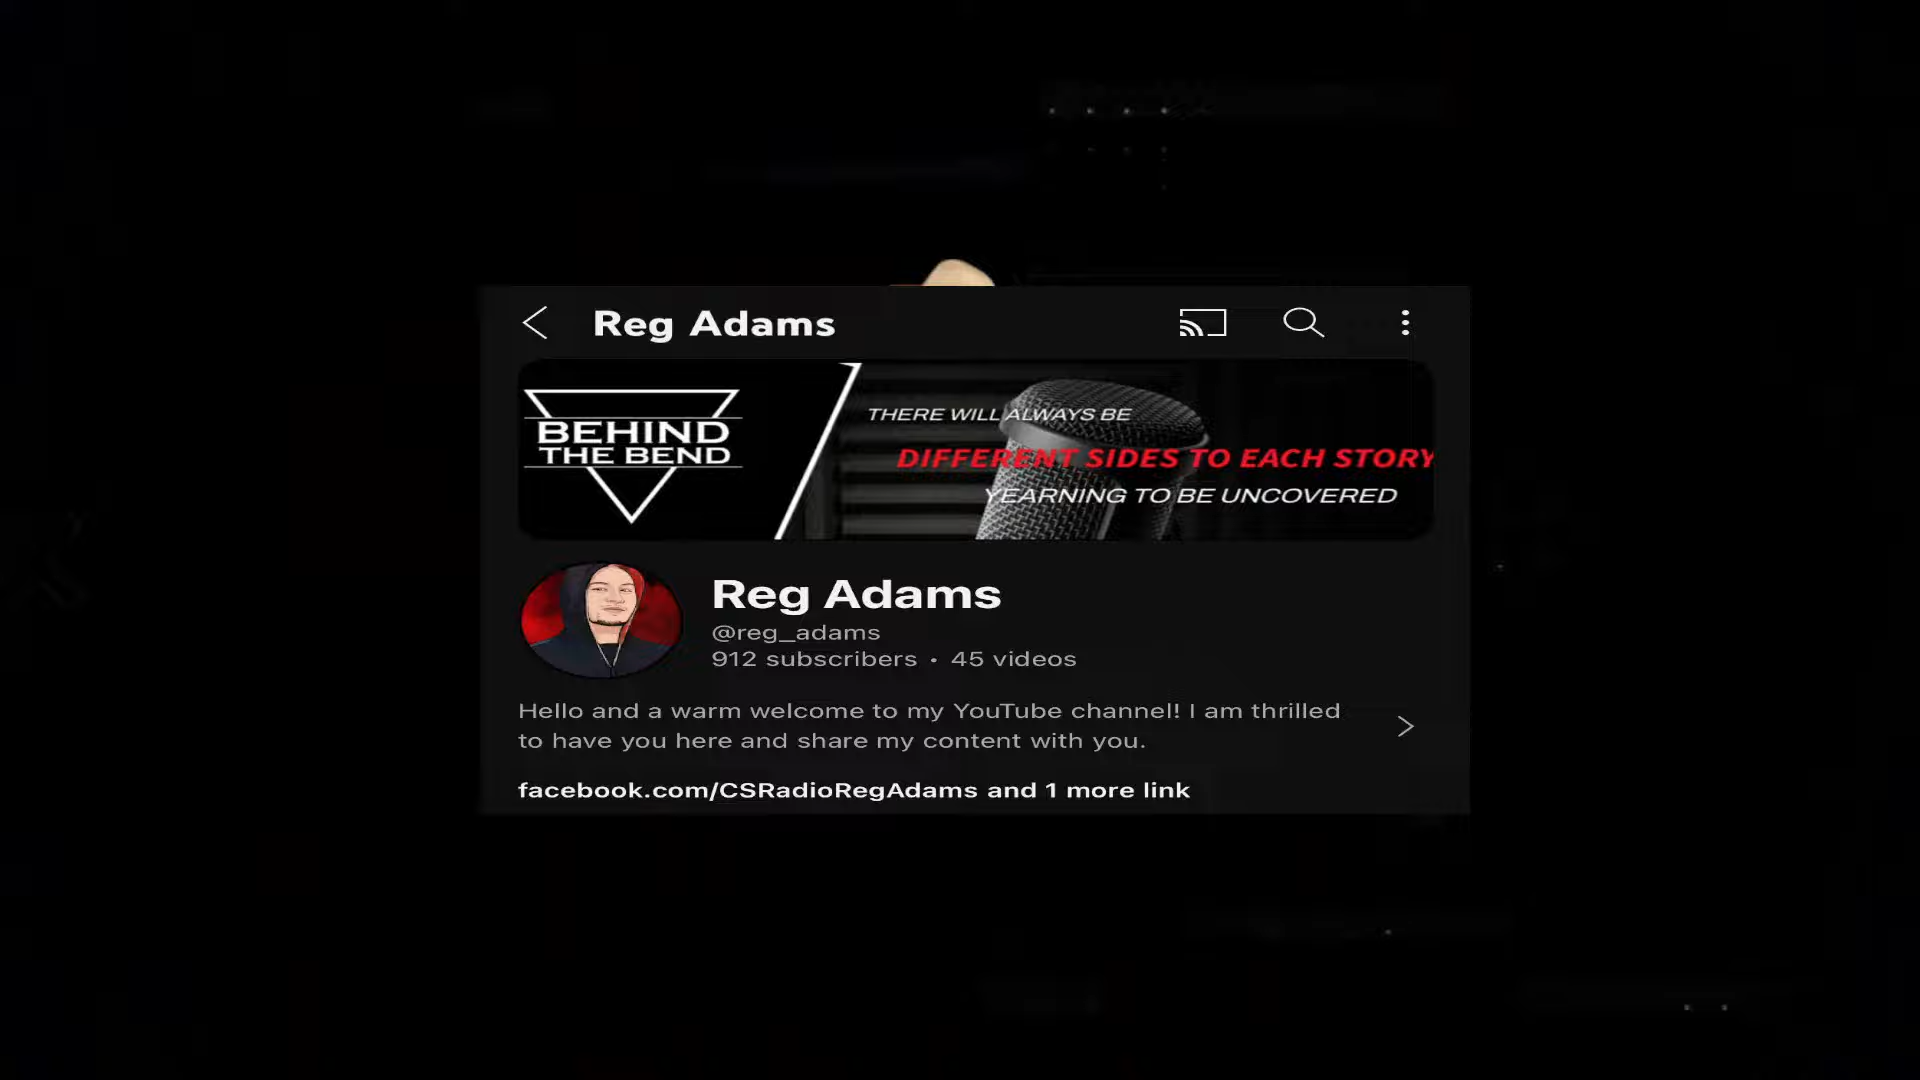 Reg Adams
BEHIND
THE BEND
THERE WILL ALWAYS BE
DIFFERENT SIDES TO EACH STORY
YEARNING TO BE UNCOVERED
Reg Adams
@reg_adams
912 subscribers • 45 videos
Hello and a warm welcome to my YouTube channel! I am thrilled
to have you here and share my content with you.
facebook.com/CSRadioRegAdams and 1 more link